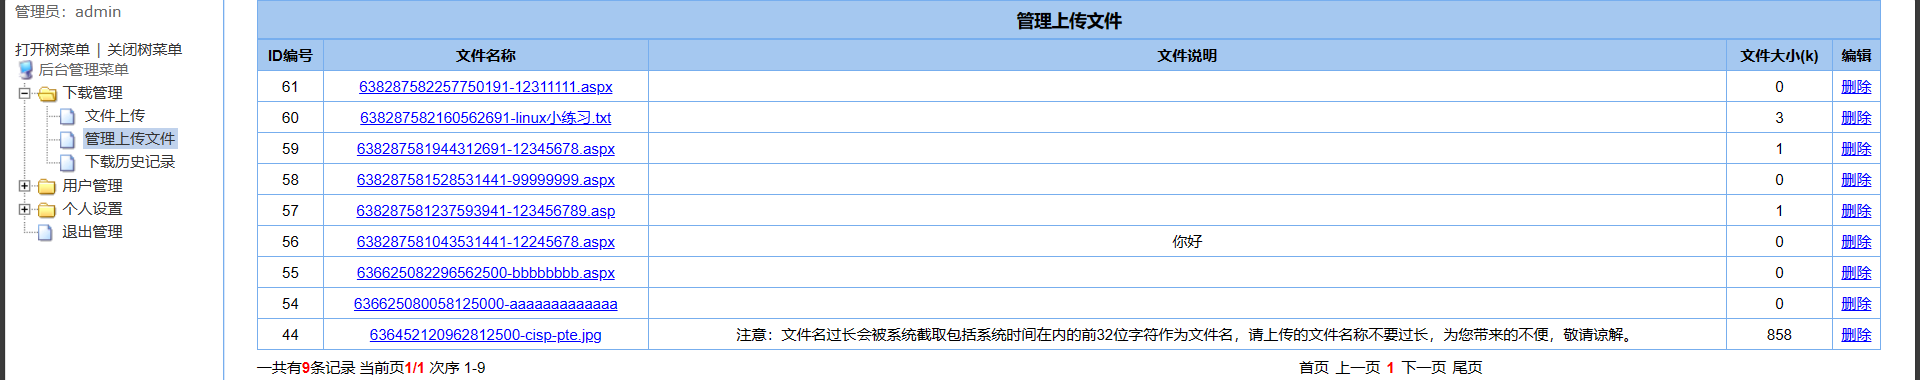 管理员：admin
打开树菜单 | 关闭树菜单
后台管理菜单
下载管理
文件上传
管理上传文件
下载历史记录
用户管理
个人设置
退出管理
管理上传文件
ID编号 文件名称 文件说明 文件大小(k) 编辑
61 638287582257750191-12311111.aspx 0 删除
60 638287582160562691-linux小练习.txt 3 删除
59 638287581944312691-12345678.aspx 1 删除
58 638287581528531441-99999999.aspx 0 删除
57 638287581237593941-123456789.asp 1 删除
56 638287581043531441-12245678.aspx 你好 0 删除
55 636625082296562500-bbbbbbbb.aspx 0 删除
54 636625080058125000-aaaaaaaaaaaaa 0 删除
44 636452120962812500-cisp-pte.jpg 注意：文件名过长会被系统截取包括系统时间在内的前32位字符作为文件名，请上传的文件名称不要过长，为您带来的不便，敬请谅解。 858 删除
一共有9条记录 当前页1/1 次序 1-9 首页 上一页 1 下一页 尾页